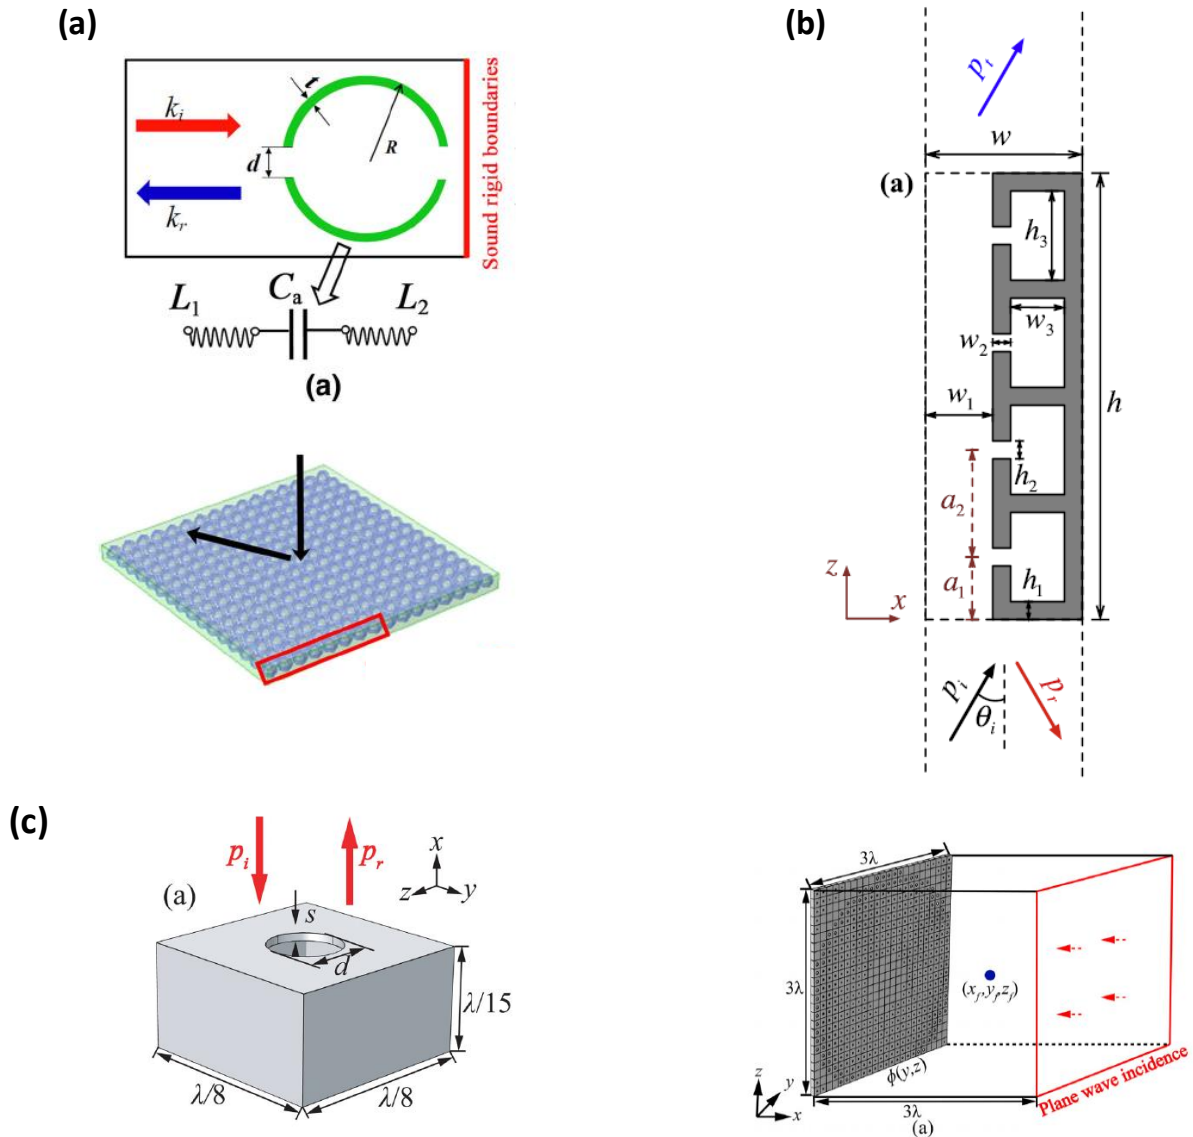 (a)
t
k_i
R
d
k_r
Sound rigid boundaries
C_a
L_1
L_2
(a)
(b)
p_t
w
(a)
h_3
w_3
w_2
w_1
h
h_2
a_2
z
a_1
h_1
x
p_i
p_r
θ_i
(c)
p_i
p_r
x
z
y
(a)
s
d
λ/15
λ/8
λ/8
3λ
3λ
(x_f,y_f,z_f)
ϕ(y,z)
z
y
x
3λ
Plane wave incidence
(a)